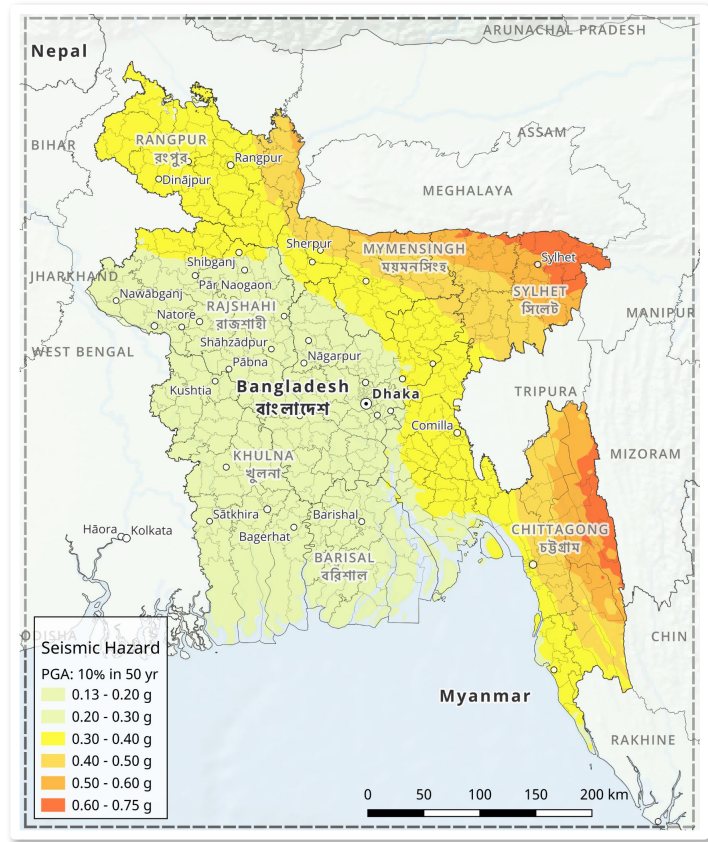 ARUNACHAL PRADESH
Nepal
ASSAM
BIHAR
RANGPUR
রংপুর
Rangpur
Dinājpur
MEGHALAYA
Sherpur
MYMENSINGH
ময়মনসিংহ
Sylhet
Shibganj
JHARKHAND
Pār Naogaon
SYLHET
সিলেট
Nawābganj
RAJSHAHI
রাজশাহী
Natore
MANIPUR
Shāhzādpur
WEST BENGAL
Nāgarpur
Pābna
Kushtia
Bangladesh
বাংলাদেশ
Dhaka
TRIPURA
Comilla
MIZORAM
KHULNA
খুলনা
Sātkhira
Barishal
Hāora
Kolkata
Bagerhat
CHITTAGONG
চট্টগ্রাম
BARISAL
বরিশাল
ODISHA
CHIN
Seismic Hazard
PGA: 10% in 50 yr
0.13 - 0.20 g
0.20 - 0.30 g
0.30 - 0.40 g
0.40 - 0.50 g
0.50 - 0.60 g
0.60 - 0.75 g
Myanmar
RAKHINE
0 50 100 150 200 km